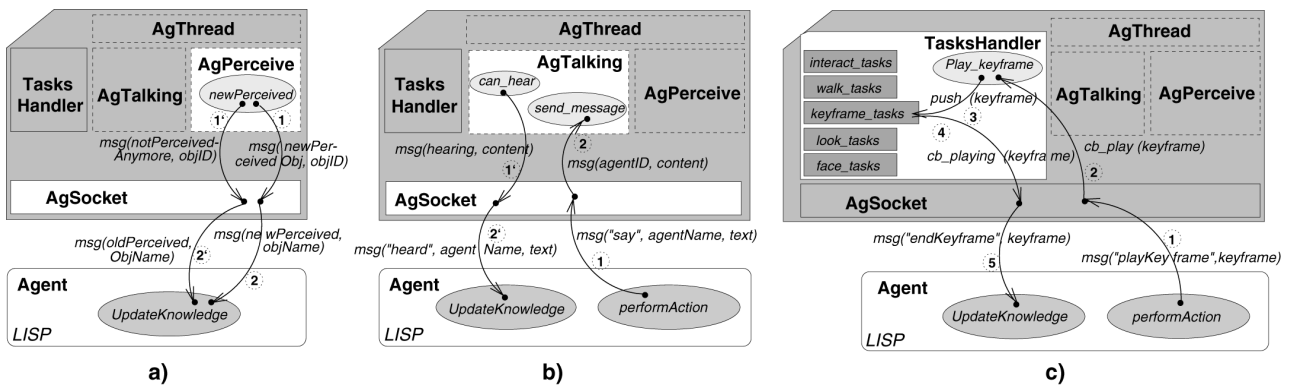 AgThread
Tasks
Handler
AgTalking
AgPerceive
newPerceived
1'
1
msg(notPerceived-
Anymore, objID)
msg( newPer-
ceived Obj, objID)
AgSocket
msg(oldPerceived,
ObjName)
2'
msg(ne wPerceived,
objName)
2
Agent
UpdateKnowledge
LISP
a)
AgThread
Tasks
Handler
AgTalking
can_hear
send_message
AgPerceive
2
msg(hearing, content)
1'
msg(agentID, content)
AgSocket
2'
msg("heard", agent Name, text)
msg("say", agentName, text)
1
Agent
UpdateKnowledge
performAction
LISP
b)
AgThread
TasksHandler
interact_tasks
walk_tasks
keyframe_tasks
look_tasks
face_tasks
Play_keyframe
push (keyframe)
3
4
cb_playing (keyfra me)
AgTalking
AgPerceive
cb_play (keyframe)
2
AgSocket
msg("endKeyframe" keyframe)
5
1
msg("playKey frame",keyframe)
Agent
UpdateKnowledge
performAction
LISP
c)